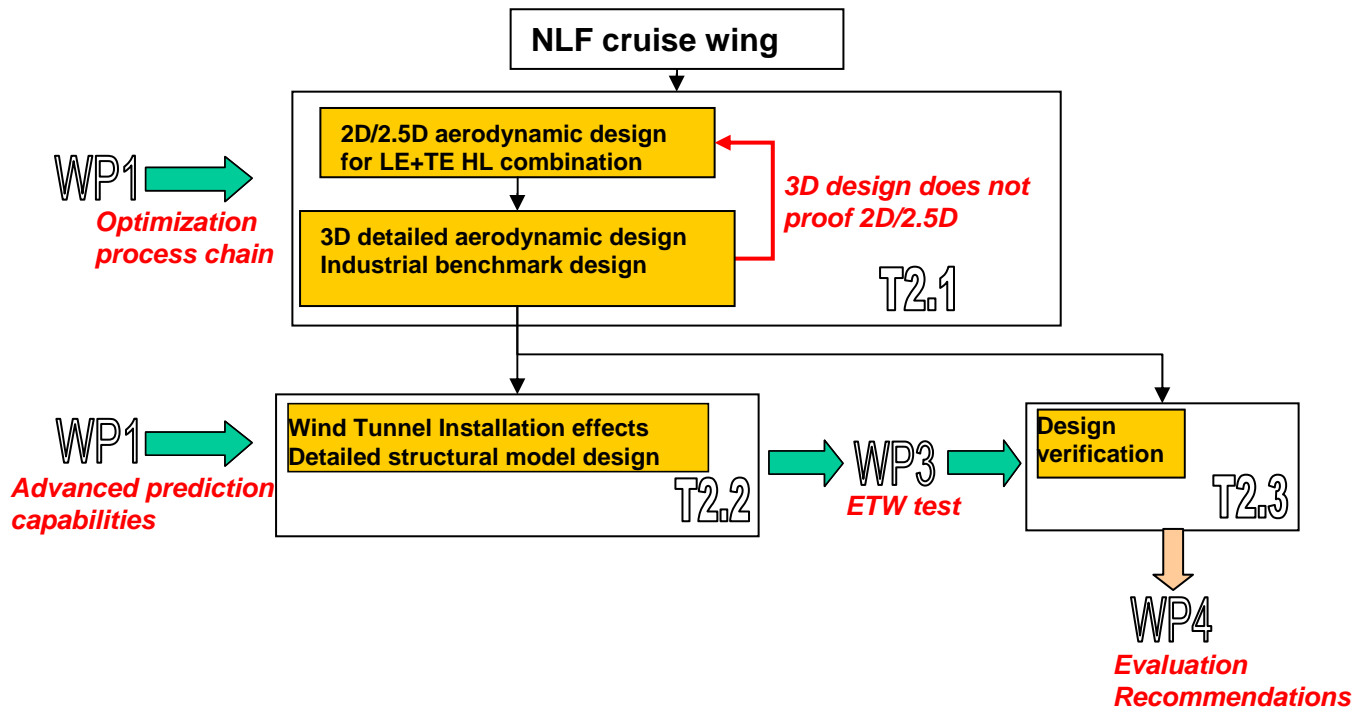 NLF cruise wing
2D/2.5D aerodynamic design
for LE+TE HL combination
WP1
Optimization
process chain
3D design does not
proof 2D/2.5D
3D detailed aerodynamic design
Industrial benchmark design
T2.1
WP1
Advanced prediction
capabilities
Wind Tunnel Installation effects
Detailed structural model design
T2.2
WP3
ETW test
Design
verification
T2.3
WP4
Evaluation
Recommendations